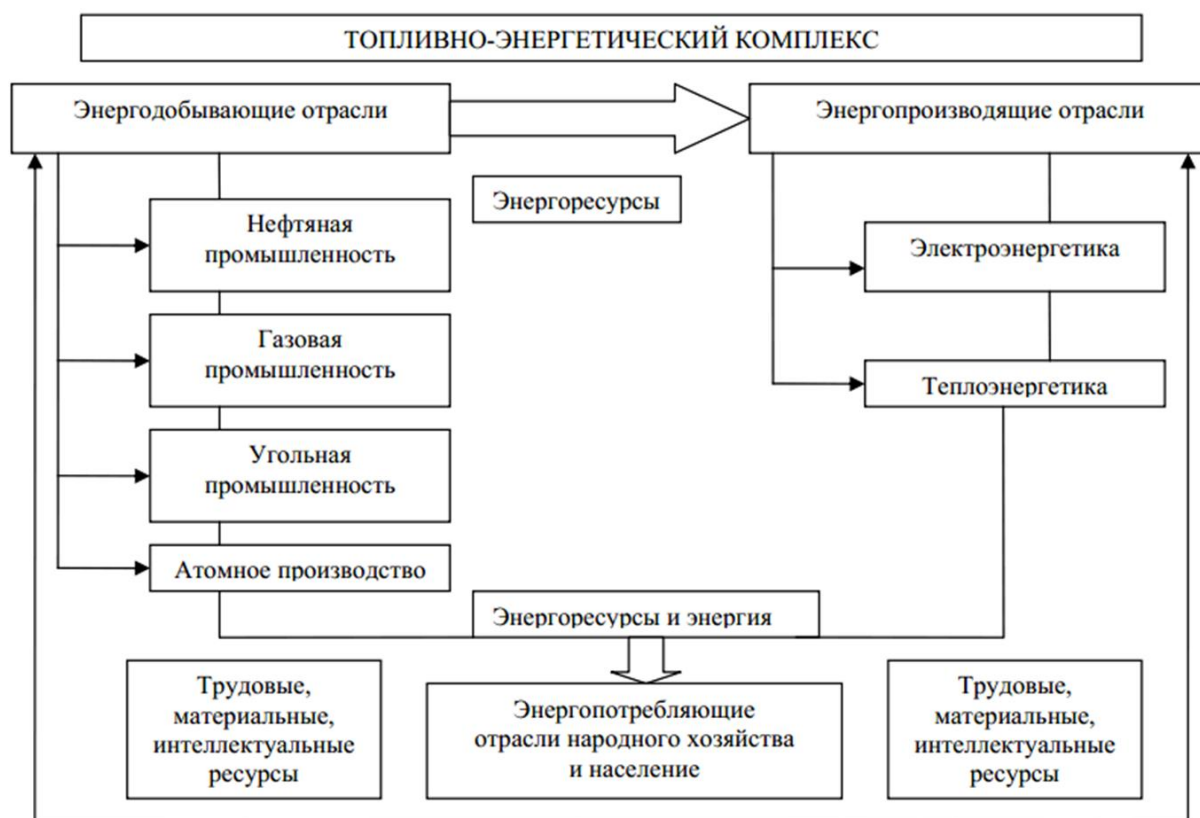 ТОПЛИВНО-ЭНЕРГЕТИЧЕСКИЙ КОМПЛЕКС
Энергодобывающие отрасли
Энергопроизводящие отрасли
Энергоресурсы
Нефтяная
промышленность
Электроэнергетика
Газовая
промышленность
Теплоэнергетика
Угольная
промышленность
Атомное производство
Энергоресурсы и энергия
Трудовые,
материальные,
интеллектуальные
ресурсы
Энергопотребляющие
отрасли народного хозяйства
и население
Трудовые,
материальные,
интеллектуальные
ресурсы